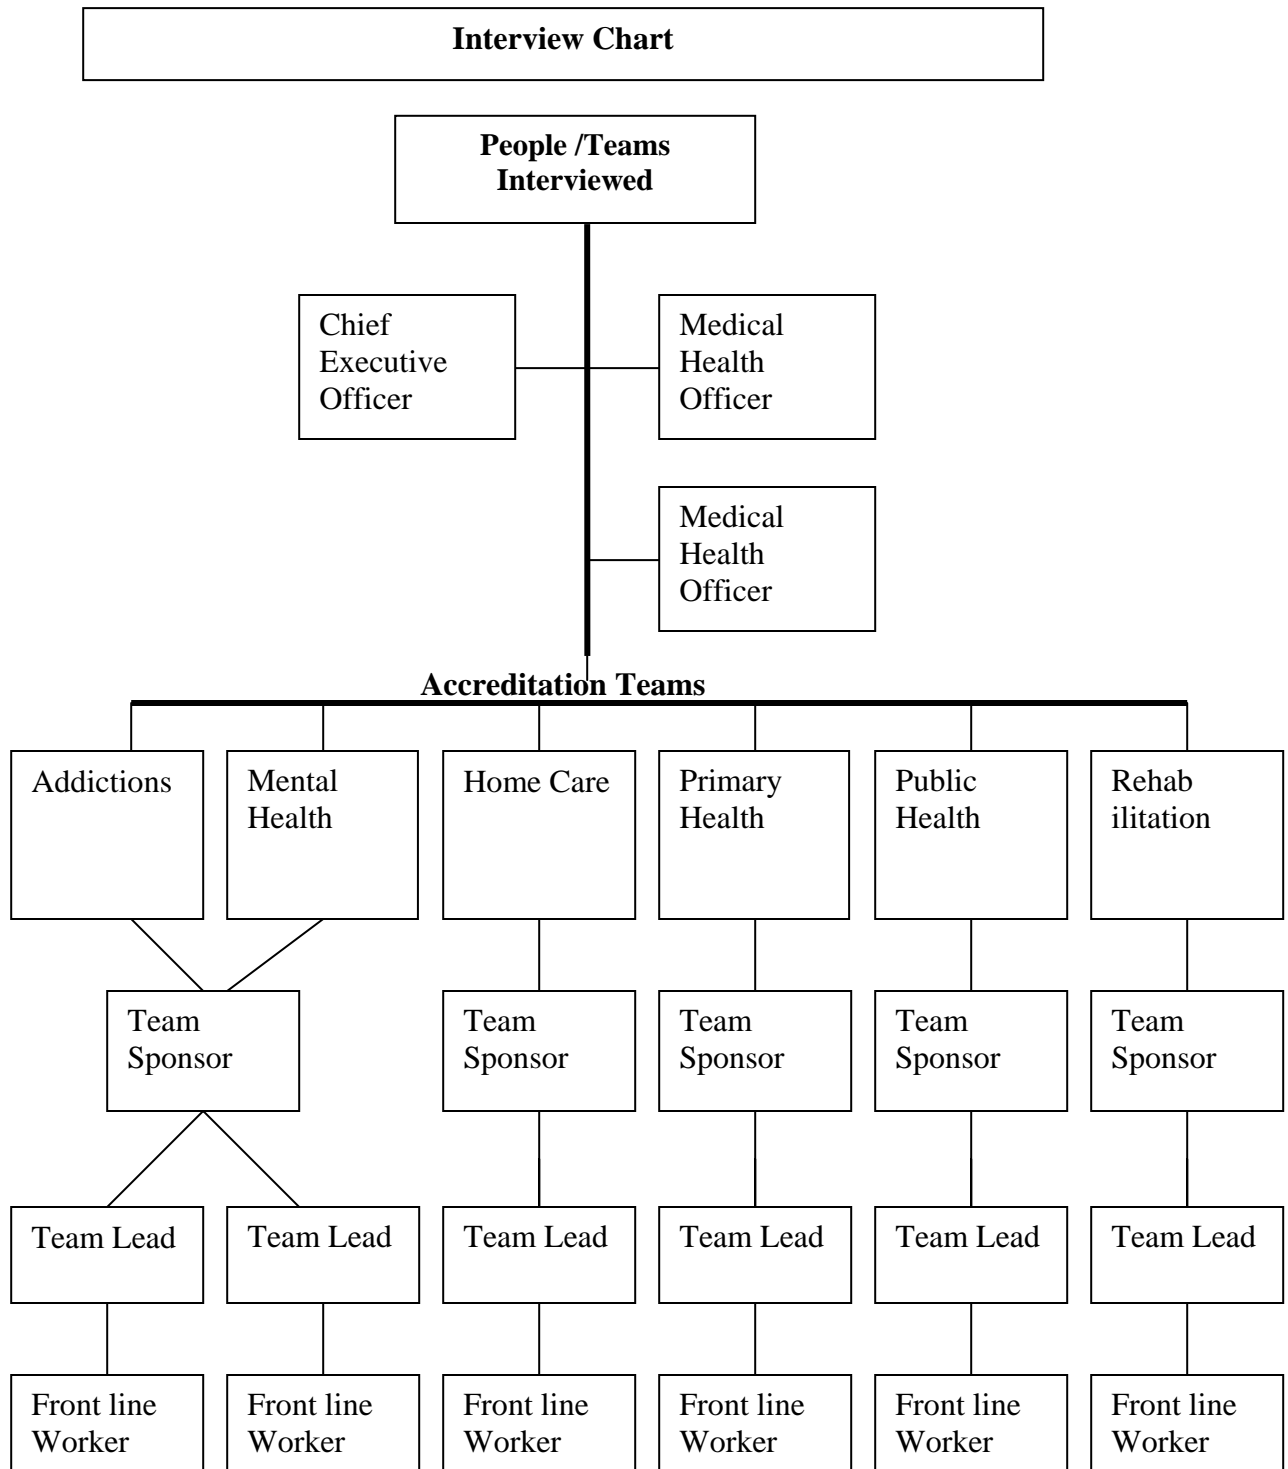 Interview Chart
People /Teams
Interviewed
Chief
Executive
Officer
Medical
Health
Officer
Medical
Health
Officer
Accreditation Teams
Addictions
Mental
Health
Home Care
Primary
Health
Public
Health
Rehab
ilitation
Team
Sponsor
Team
Sponsor
Team
Sponsor
Team
Sponsor
Team
Sponsor
Team Lead
Team Lead
Team Lead
Team Lead
Team Lead
Team Lead
Front line
Worker
Front line
Worker
Front line
Worker
Front line
Worker
Front line
Worker
Front line
Worker